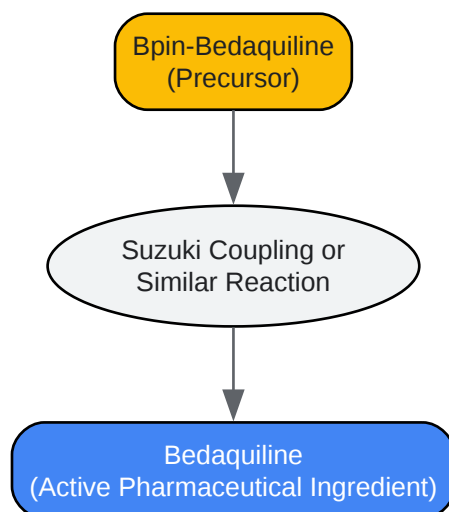 Bpin-Bedaquiline
(Precursor)
Suzuki Coupling or
Similar Reaction
Bedaquiline
(Active Pharmaceutical Ingredient)